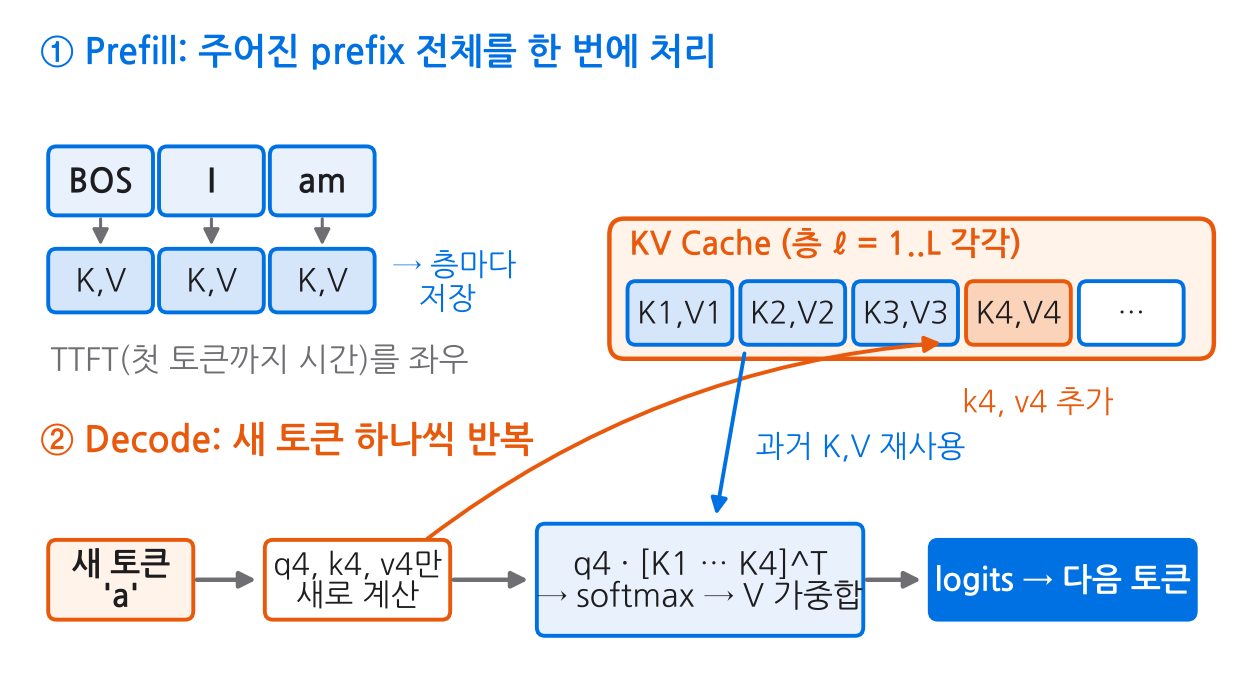 ① Prefill: 주어진 prefix 전체를 한 번에 처리
BOS I am
K,V K,V K,V
→ 층마다
저장
TTFT(첫 토큰까지 시간)를 좌우
KV Cache (층 ℓ = 1..L 각각)
K1,V1 K2,V2 K3,V3 K4,V4 ⋯
k4, v4 추가
과거 K,V 재사용
② Decode: 새 토큰 하나씩 반복
새 토큰
'a'
q4, k4, v4만
새로 계산
q4 · [K1 ⋯ K4]^T
→ softmax → V 가중합
logits → 다음 토큰